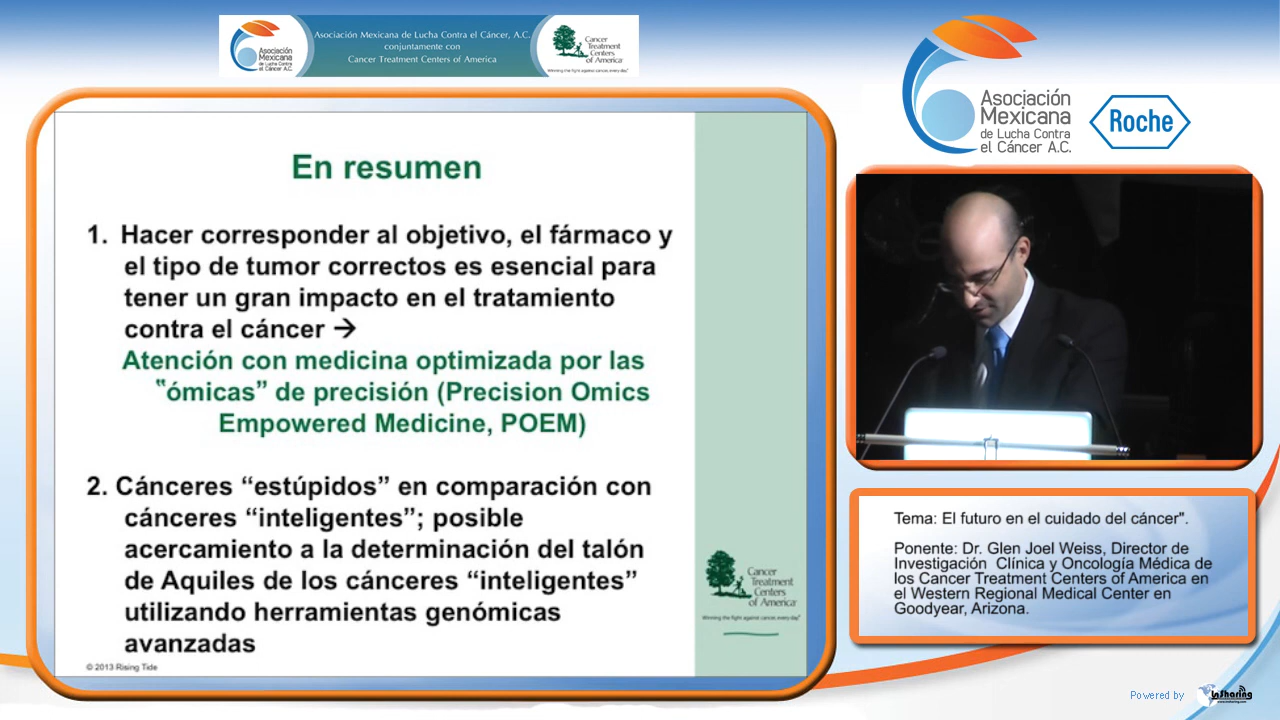 Asociación Mexicana de Lucha Contra el Cáncer, A.C.
conjuntamente con
Cancer Treatment Centers of America
Asociación
Mexicana
de Lucha Contra
el Cáncer A.C.
Cancer
Treatment
Centers
of America
Winning the fight against cancer, every day
Asociación
Mexicana
de Lucha Contra
el Cáncer A.C.
Roche
En resumen
1. Hacer corresponder al objetivo, el fármaco y
el tipo de tumor correctos es esencial para
tener un gran impacto en el tratamiento
contra el cáncer →
Atención con medicina optimizada por las
“ómicas” de precisión (Precision Omics
Empowered Medicine, POEM)
2. Cánceres “estúpidos” en comparación con
cánceres “inteligentes”; posible
acercamiento a la determinación del talón
de Aquiles de los cánceres “inteligentes”
utilizando herramientas genómicas
avanzadas
© 2013 Rising Tide
Cancer
Treatment
Centers
of America
Winning the fight against cancer, every day
Tema: El futuro en el cuidado del cáncer".
Ponente: Dr. Glen Joel Weiss, Director de
Investigación Clínica y Oncología Médica de
los Cancer Treatment Centers of America en
el Western Regional Medical Center en
Goodyear, Arizona.
Powered by
InSharing